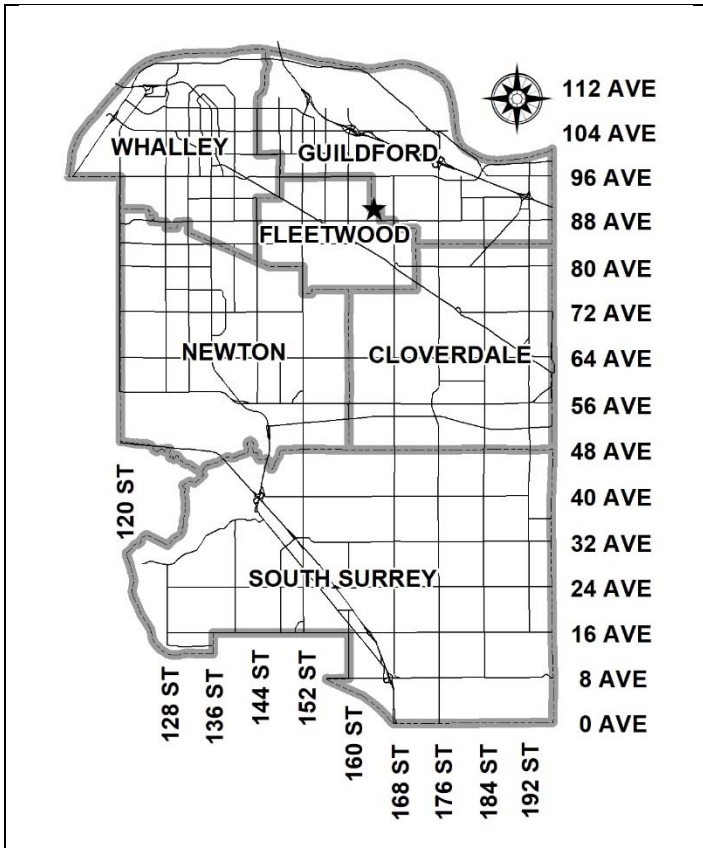 112 AVE
104 AVE
WHALLEY
GUILDFORD
96 AVE
88 AVE
FLEETWOOD
80 AVE
72 AVE
NEWTON
CLOVERDALE
64 AVE
56 AVE
48 AVE
120 ST
40 AVE
32 AVE
SOUTH SURREY
24 AVE
16 AVE
8 AVE
0 AVE
128 ST
136 ST
144 ST
152 ST
160 ST
168 ST
176 ST
184 ST
192 ST